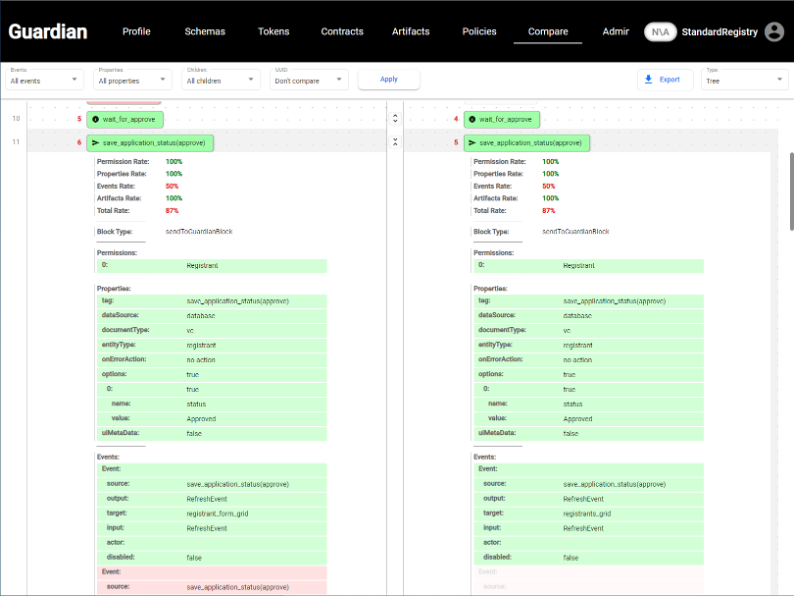 Guardian Profile Schemas Tokens Contracts Artifacts Policies Compare Admir N\A StandardRegistry
Events: Properties: Children: UUID: Type:
All events All properties All children Don't compare Apply Export Tree
10 5 wait_for_approve 4 wait_for_approve
11 6 save_application_status(approve) 5 save_application_status(approve)
Permission Rate: 100% Permission Rate: 100%
Properties Rate: 100% Properties Rate: 100%
Events Rate: 50% Events Rate: 50%
Artifacts Rate: 100% Artifacts Rate: 100%
Total Rate: 87% Total Rate: 87%
Block Type: sendToGuardianBlock Block Type: sendToGuardianBlock
Permissions: Permissions:
0: Registrant 0: Registrant
Properties: Properties:
tag: save_application_status(approve) tag: save_application_status(approve)
dataSource: database dataSource: database
documentType: vc documentType: vc
entityType: registrant entityType: registrant
onErrorAction: no action onErrorAction: no action
options: true options: true
0: true 0: true
name: status name: status
value: Approved value: Approved
uiMetaData: false uiMetaData: false
Events: Events:
Event: Event:
source: save_application_status(approve) source: save_application_status(approve)
output: RefreshEvent output: RefreshEvent
target: registrant_form_grid target: registrants_grid
input: RefreshEvent input: RefreshEvent
actor: actor:
disabled: false disabled: false
Event: Event:
source: save_application_status(approve) source: